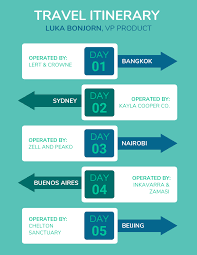 TRAVEL ITINERARY
LUKA BONJORN, VP PRODUCT
OPERATED BY:
LERT & CROWNE
DAY
01
BANGKOK
SYDNEY
DAY
02
OPERATED BY:
KAYLA COOPER CO.
OPERATED BY:
ZELL AND PEAKO
DAY
03
NAIROBI
BUENOS AIRES
DAY
04
OPERATED BY:
INKAVARRA &
ZAMASI
OPERATED BY:
CHELTON
SANCTUARY
DAY
05
BEIJING